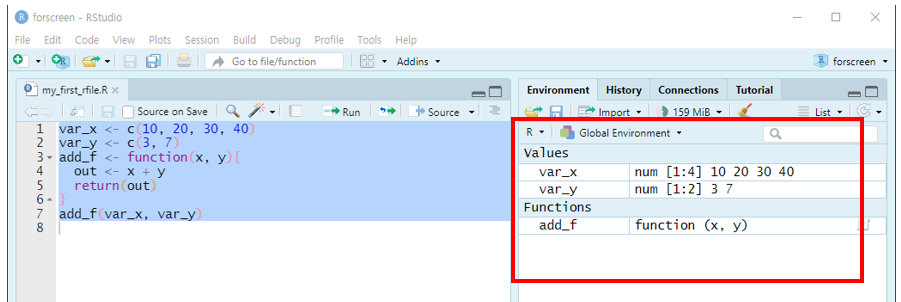 forscreen - RStudio
File Edit Code View Plots Session Build Debug Profile Tools Help
Go to file/function Addins forscreen
my_first_rfile.R
Source on Save Run Source
1 var_x <- c(10, 20, 30, 40)
2 var_y <- c(3, 7)
3 add_f <- function(x, y){
4 out <- x + y
5 return(out)
6 }
7 add_f(var_x, var_y)
8
Environment History Connections Tutorial
Import 159 MiB List
R Global Environment
Values
var_x num [1:4] 10 20 30 40
var_y num [1:2] 3 7
Functions
add_f function (x, y)